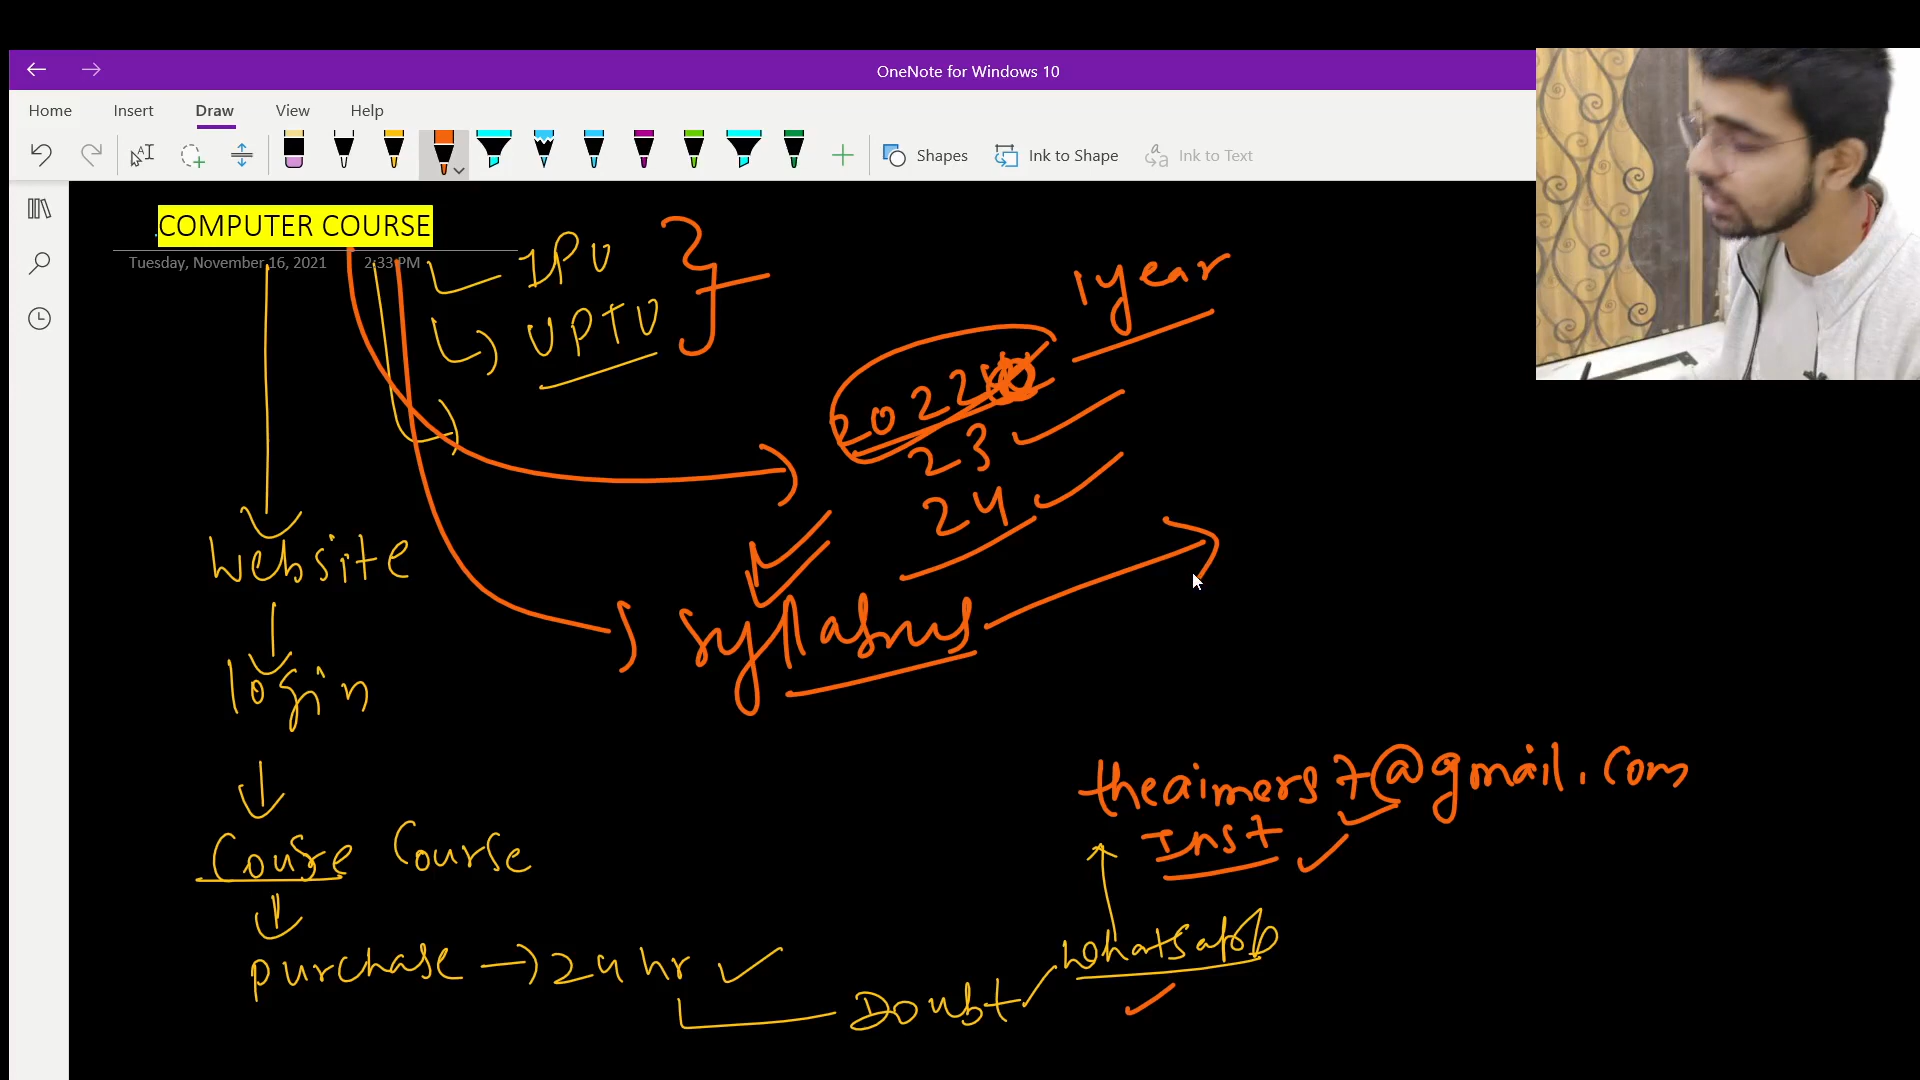 OneNote for Windows 10
Home Insert Draw View Help
Shapes Ink to Shape Ink to Text
COMPUTER COURSE
Tuesday, November 16, 2021 2:33 PM
IPU
UPTU
1year
2022
23
24
website
syllabus
login
theaimers7@gmail.com
Inst
Course Course
whatsapp
purchase → 24 hr
Doubt